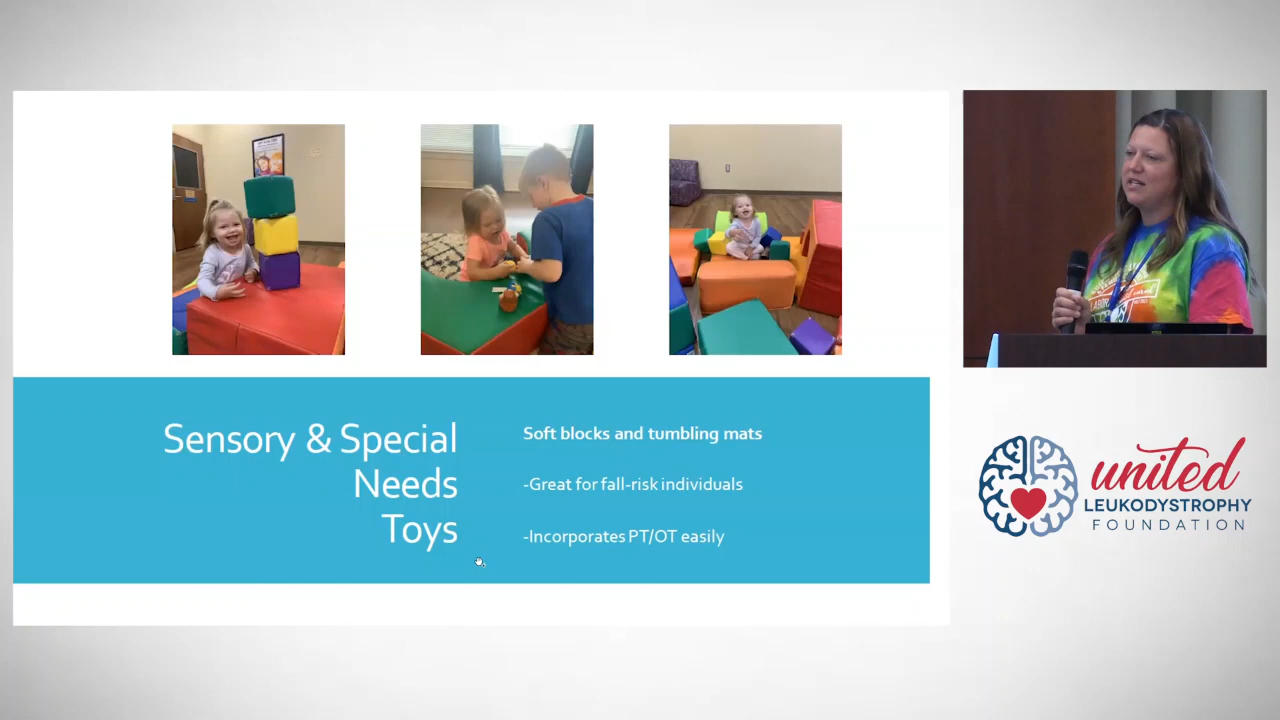 Sensory & Special
Needs
Toys
Soft blocks and tumbling mats
-Great for fall-risk individuals
-Incorporates PT/OT easily
united
LEUKODYSTROPHY
FOUNDATION